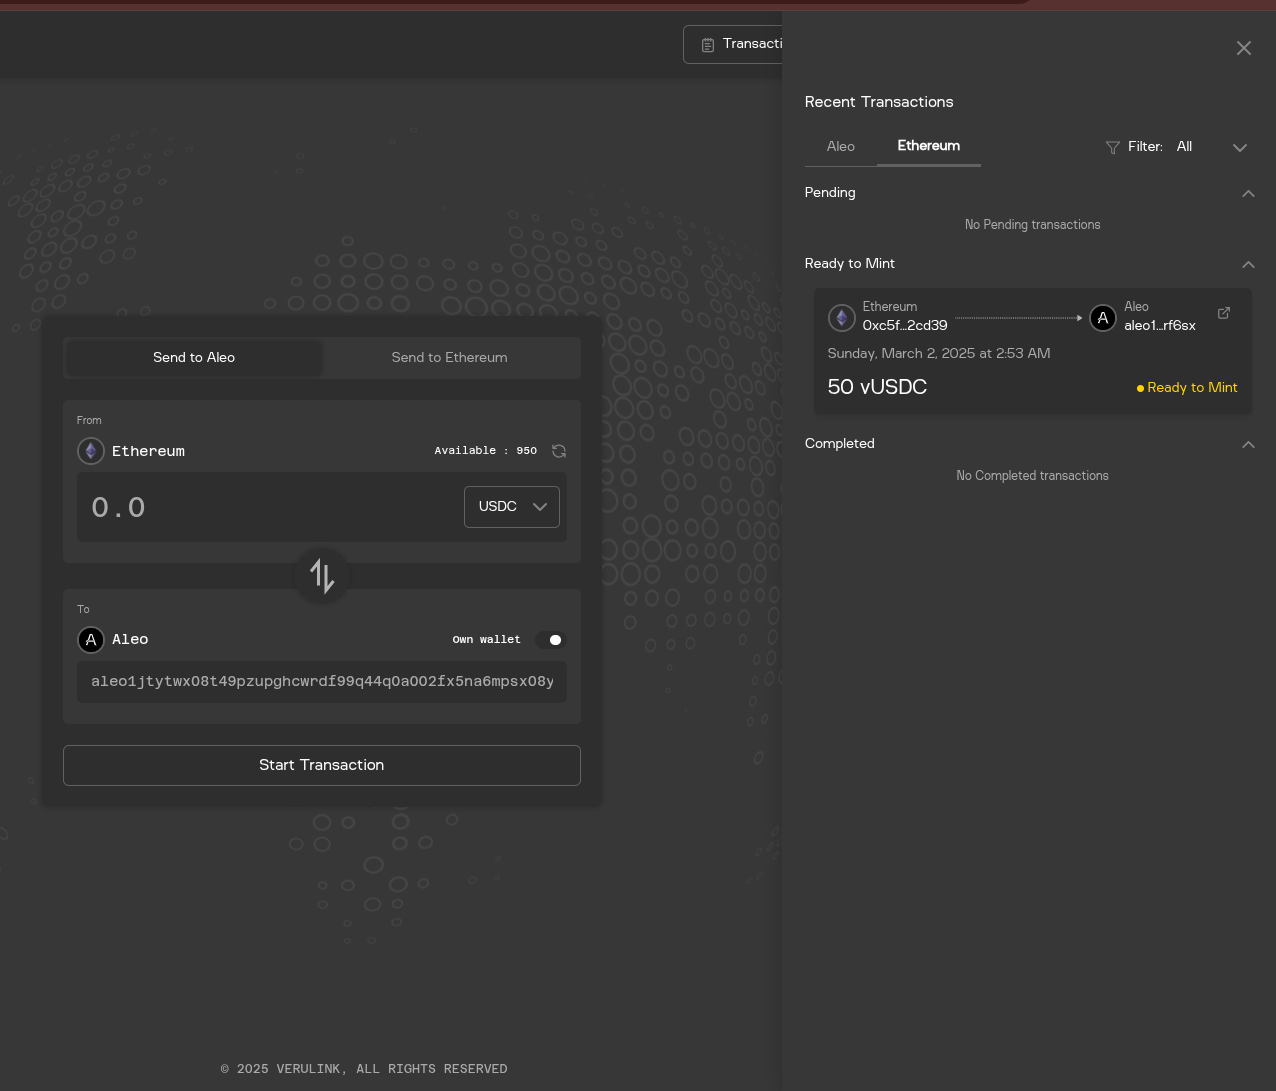 Transacti
Send to Aleo
Send to Ethereum
From
Ethereum
Available : 950
0.0
USDC
To
Aleo
Own wallet
aleo1jtytwx08t49pzupghcwrdf99q44q0a002fx5na6mpsx08y
Start Transaction
© 2025 VERULINK, ALL RIGHTS RESERVED
Recent Transactions
Aleo
Ethereum
Filter: All
Pending
No Pending transactions
Ready to Mint
Ethereum
0xc5f...2cd39
Aleo
aleo1...rf6sx
Sunday, March 2, 2025 at 2:53 AM
50 vUSDC
Ready to Mint
Completed
No Completed transactions